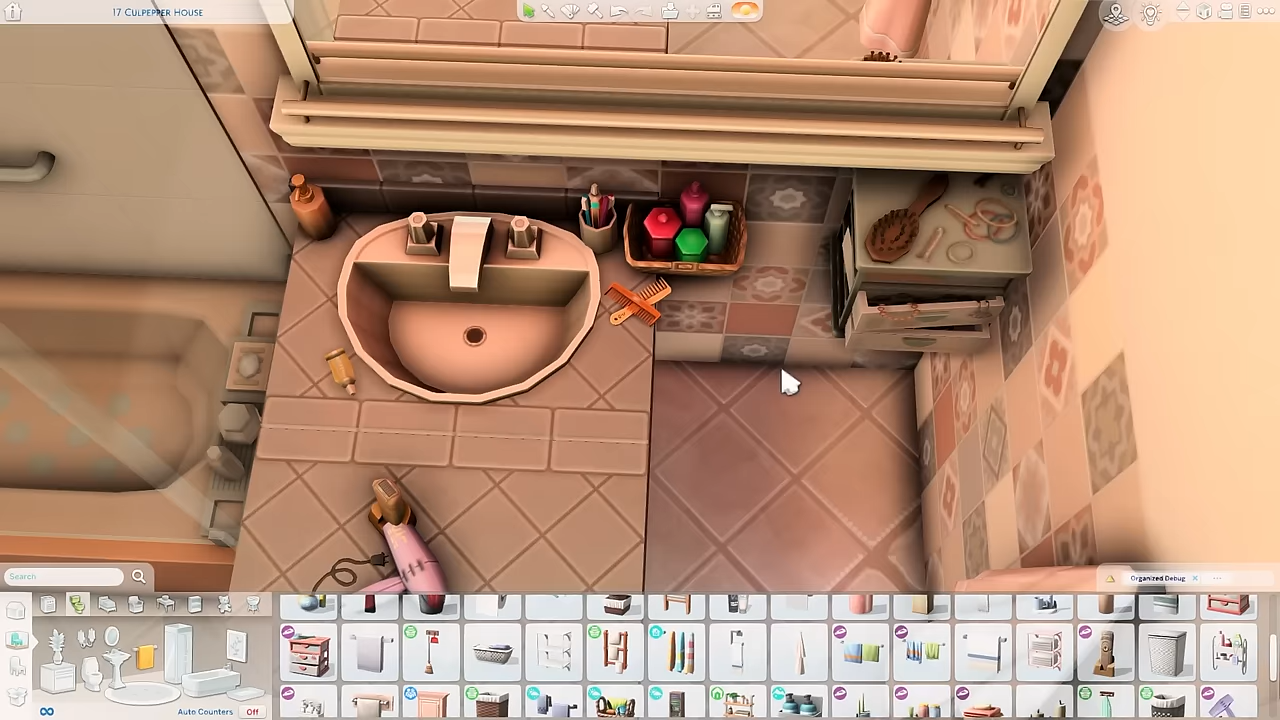 17 Culpepper House
Search
Organized Debug
Auto Counters Off